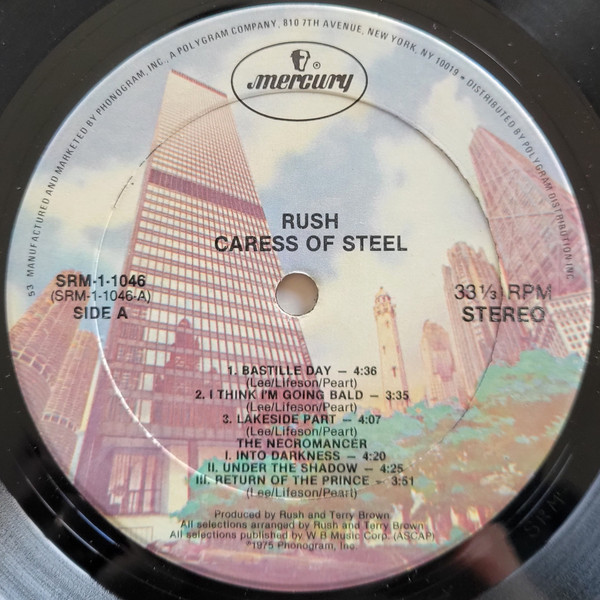 53 MANUFACTURED AND MARKETED BY PHONOGRAM, INC., A POLYGRAM COMPANY, 810 7TH AVENUE, NEW YORK, NY 10019 • DISTRIBUTED BY POLYGRAM DISTRIBUTION INC
mercury ®
RUSH
CARESS OF STEEL
SRM-1-1046
(SRM-1-1046-A)
SIDE A
33 1/3 RPM
STEREO
1. BASTILLE DAY — 4:36
(Lee/Lifeson/Peart)
2. I THINK I'M GOING BALD — 3:35
(Lee/Lifeson/Peart)
3. LAKESIDE PART — 4:07
(Lee/Lifeson/Peart)
THE NECROMANCER
I. INTO DARKNESS — 4:20
II. UNDER THE SHADOW — 4:25
III. RETURN OF THE PRINCE — 3:51
(Lee/Lifeson/Peart)
Produced by Rush and Terry Brown
All selections arranged by Rush and Terry Brown
All selections published by W B Music Corp. (ASCAP)
℗1975 Phonogram, Inc.